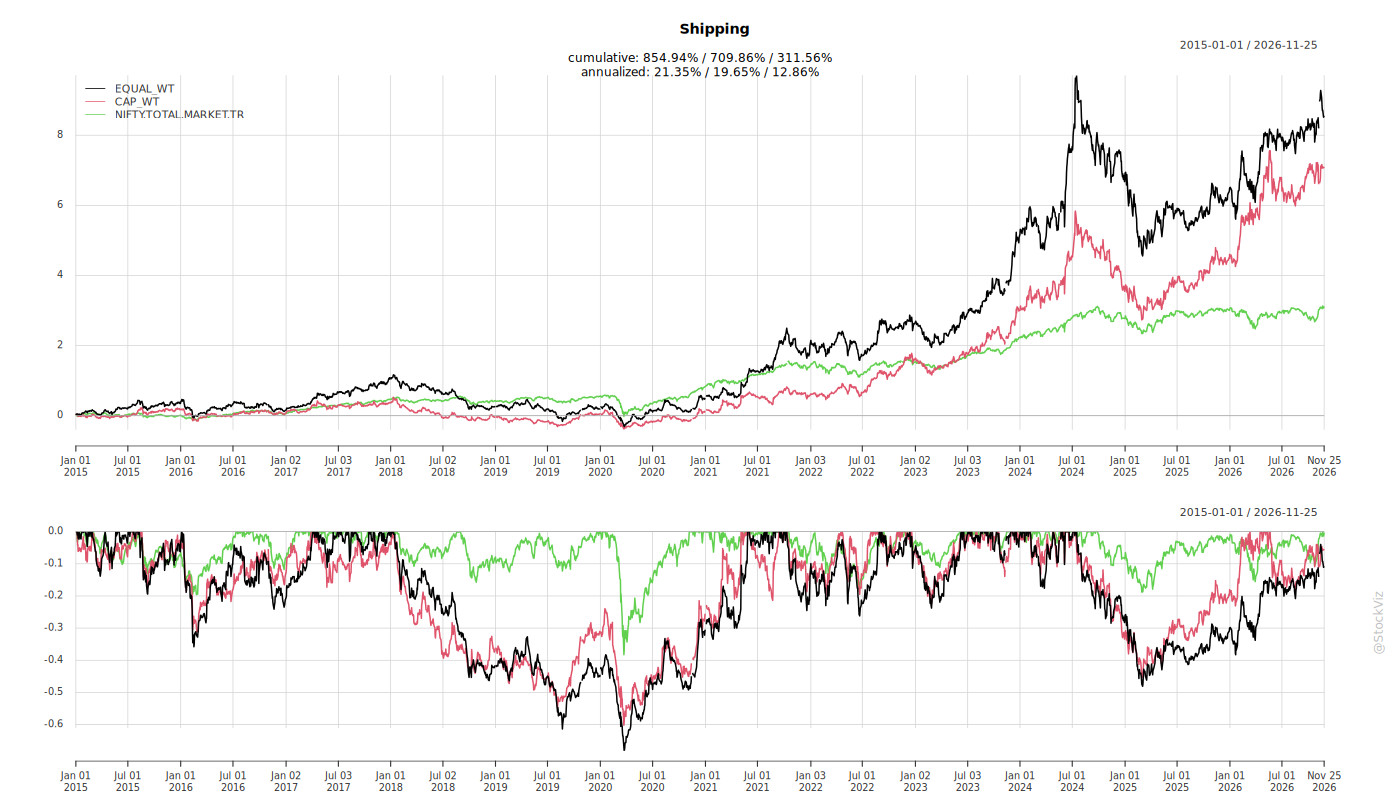 Shipping
2015-01-01 / 2026-11-25
cumulative: 854.94% / 709.86% / 311.56%
annualized: 21.35% / 19.65% / 12.86%
EQUAL_WT
CAP_WT
NIFTY.TOTAL.MARKET.TR
8
6
4
2
0
Jan 01 Jul 01 Jan 01 Jul 01 Jan 02 Jul 03 Jan 01 Jul 02 Jan 01 Jul 01 Jan 01 Jul 01 Jan 01 Jul 01 Jan 03 Jul 01 Jan 02 Jul 03 Jan 01 Jul 01 Jan 01 Jul 01 Jan 01 Jul 01 Nov 25
2015 2015 2016 2016 2017 2017 2018 2018 2019 2019 2020 2020 2021 2021 2022 2022 2023 2023 2024 2024 2025 2025 2026 2026 2026
2015-01-01 / 2026-11-25
0.0
-0.1
-0.2
-0.3
-0.4
-0.5
-0.6
Jan 01 Jul 01 Jan 01 Jul 01 Jan 02 Jul 03 Jan 01 Jul 02 Jan 01 Jul 01 Jan 01 Jul 01 Jan 01 Jul 01 Jan 03 Jul 01 Jan 02 Jul 03 Jan 01 Jul 01 Jan 01 Jul 01 Jan 01 Jul 01 Nov 25
2015 2015 2016 2016 2017 2017 2018 2018 2019 2019 2020 2020 2021 2021 2022 2022 2023 2023 2024 2024 2025 2025 2026 2026 2026
@StockViz